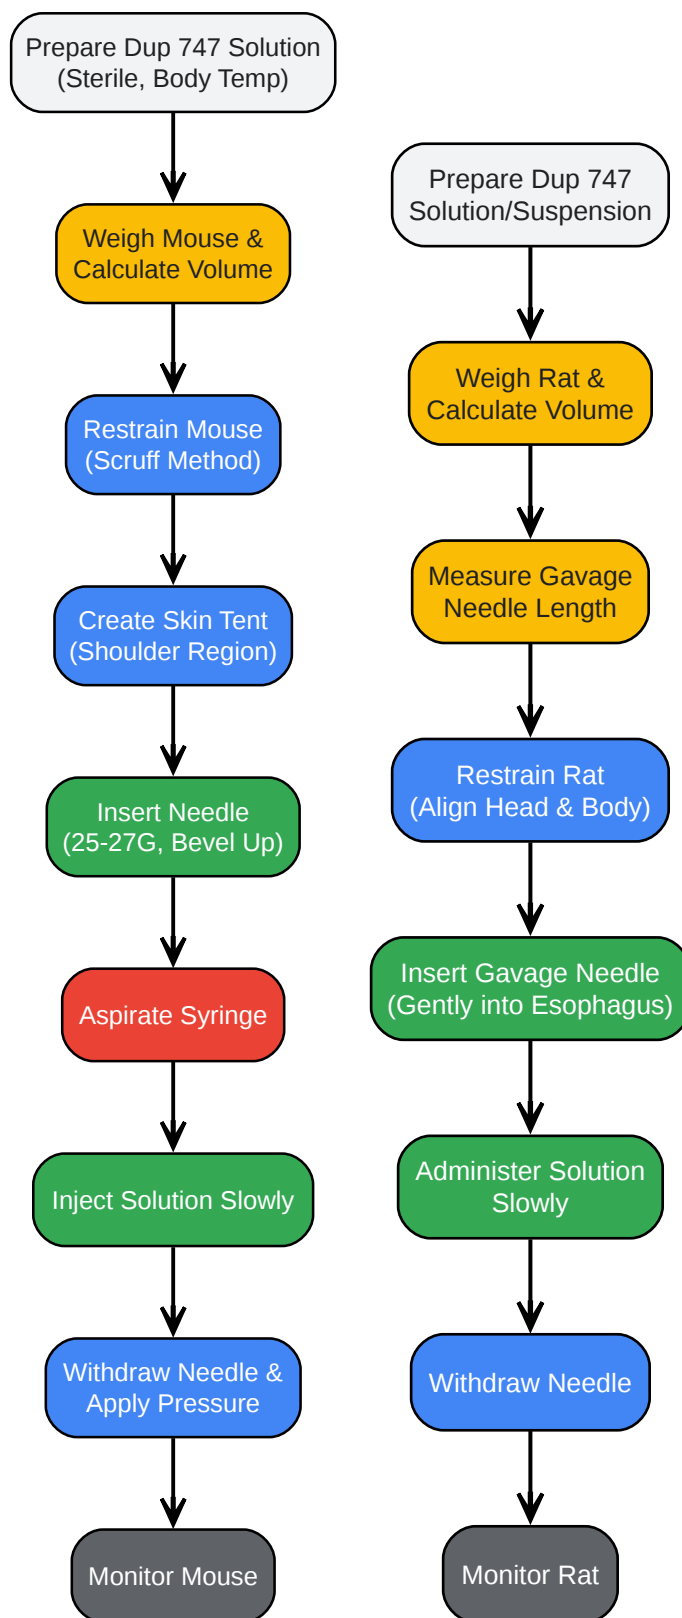 Prepare Dup 747 Solution
(Sterile, Body Temp)
Weigh Mouse &
Calculate Volume
Restrain Mouse
(Scruff Method)
Create Skin Tent
(Shoulder Region)
Insert Needle
(25-27G, Bevel Up)
Aspirate Syringe
Inject Solution Slowly
Withdraw Needle &
Apply Pressure
Monitor Mouse
Prepare Dup 747
Solution/Suspension
Weigh Rat &
Calculate Volume
Measure Gavage
Needle Length
Restrain Rat
(Align Head & Body)
Insert Gavage Needle
(Gently into Esophagus)
Administer Solution
Slowly
Withdraw Needle
Monitor Rat